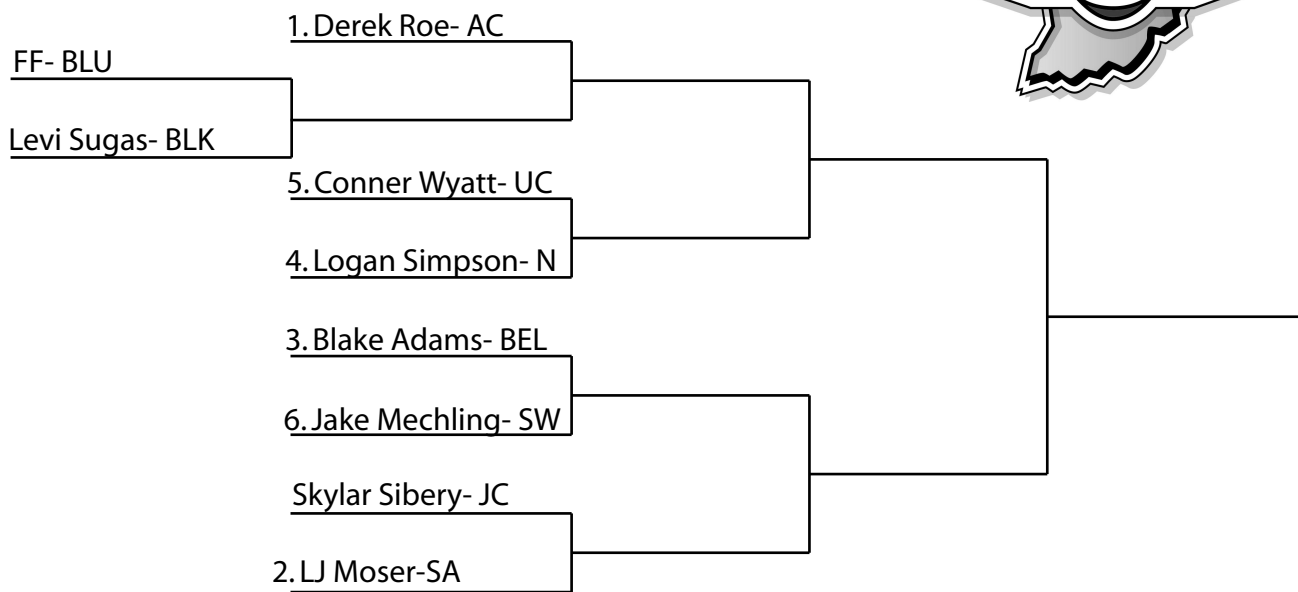 1. Derek Roe- AC
FF- BLU
Levi Sugas- BLK
5. Conner Wyatt- UC
4. Logan Simpson- N
3. Blake Adams- BEL
6. Jake Mechling- SW
Skylar Sibery- JC
2. LJ Moser-SA